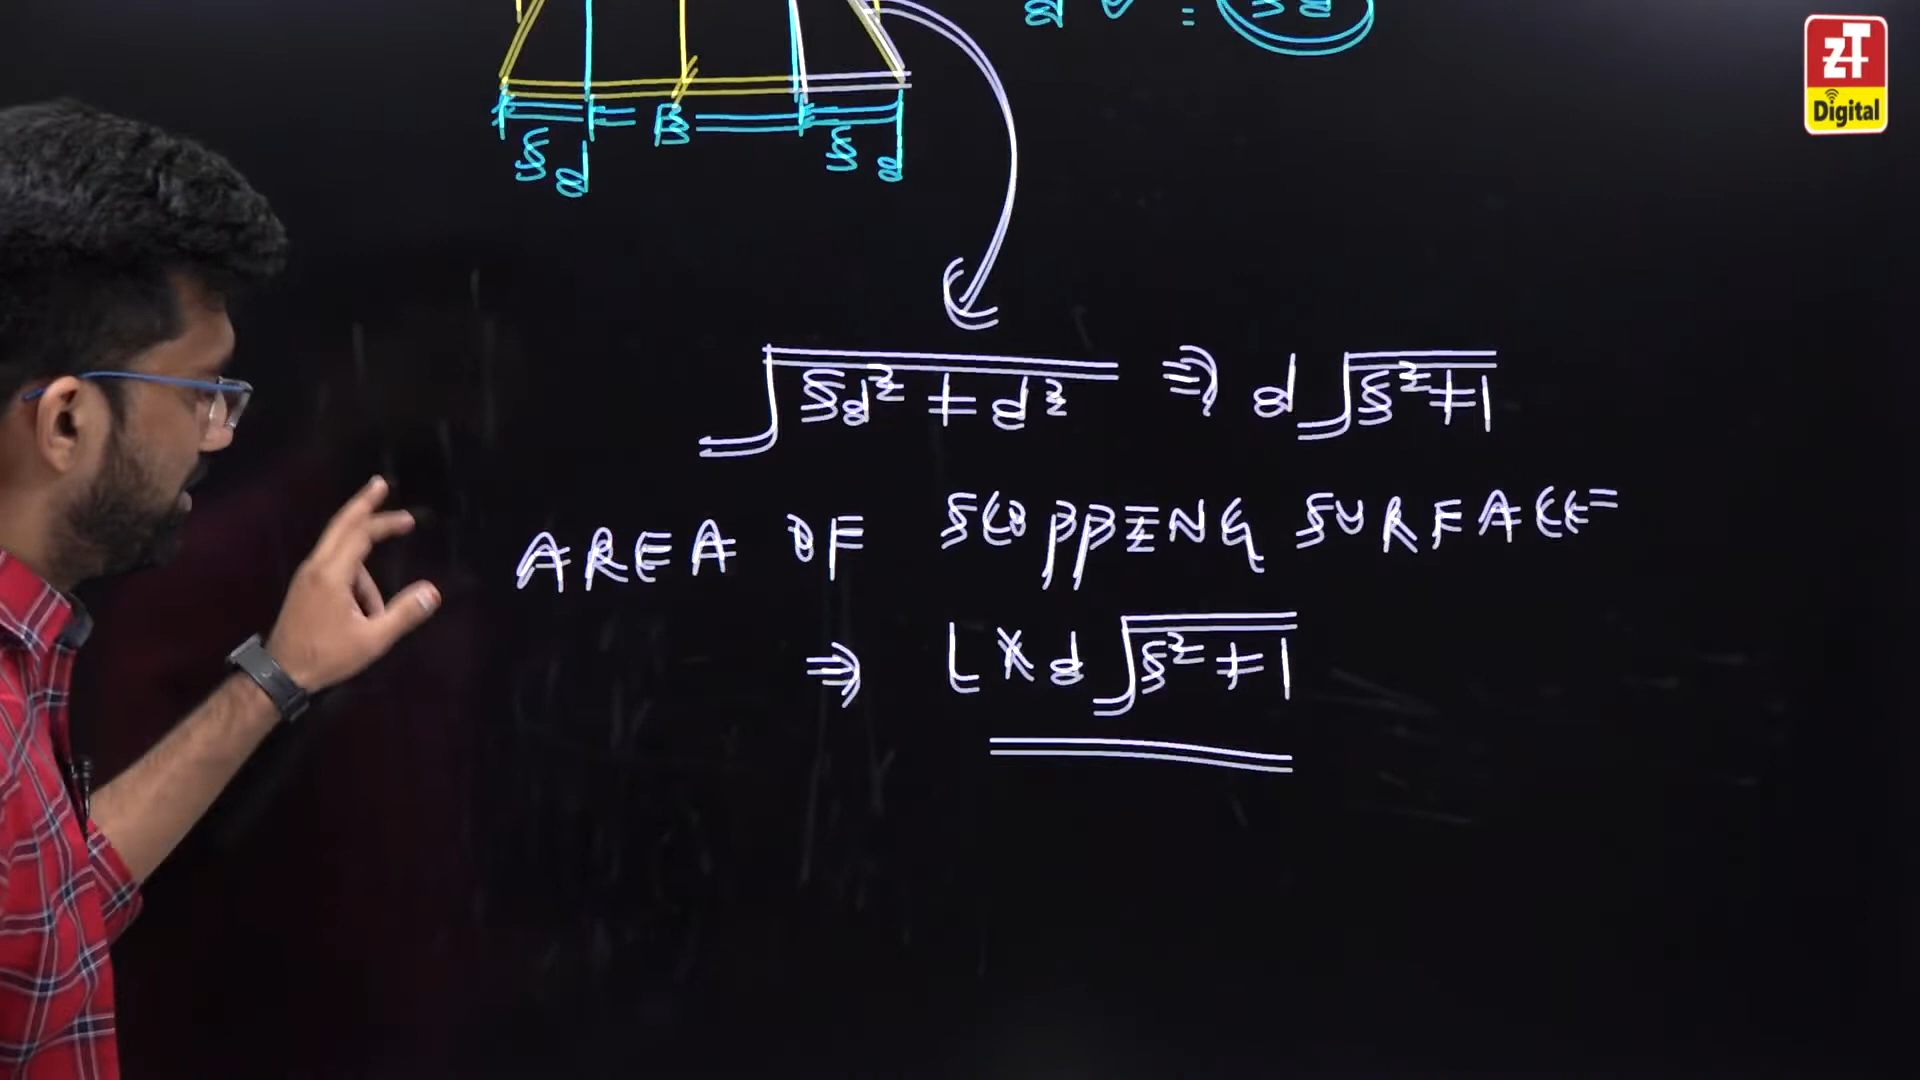 ZT
Digital
B
Sd Sd
√Sd² + d² ⇒ d√S²+1
AREA OF SLOPPING SURFACE =
⇒ L × d√S²+1